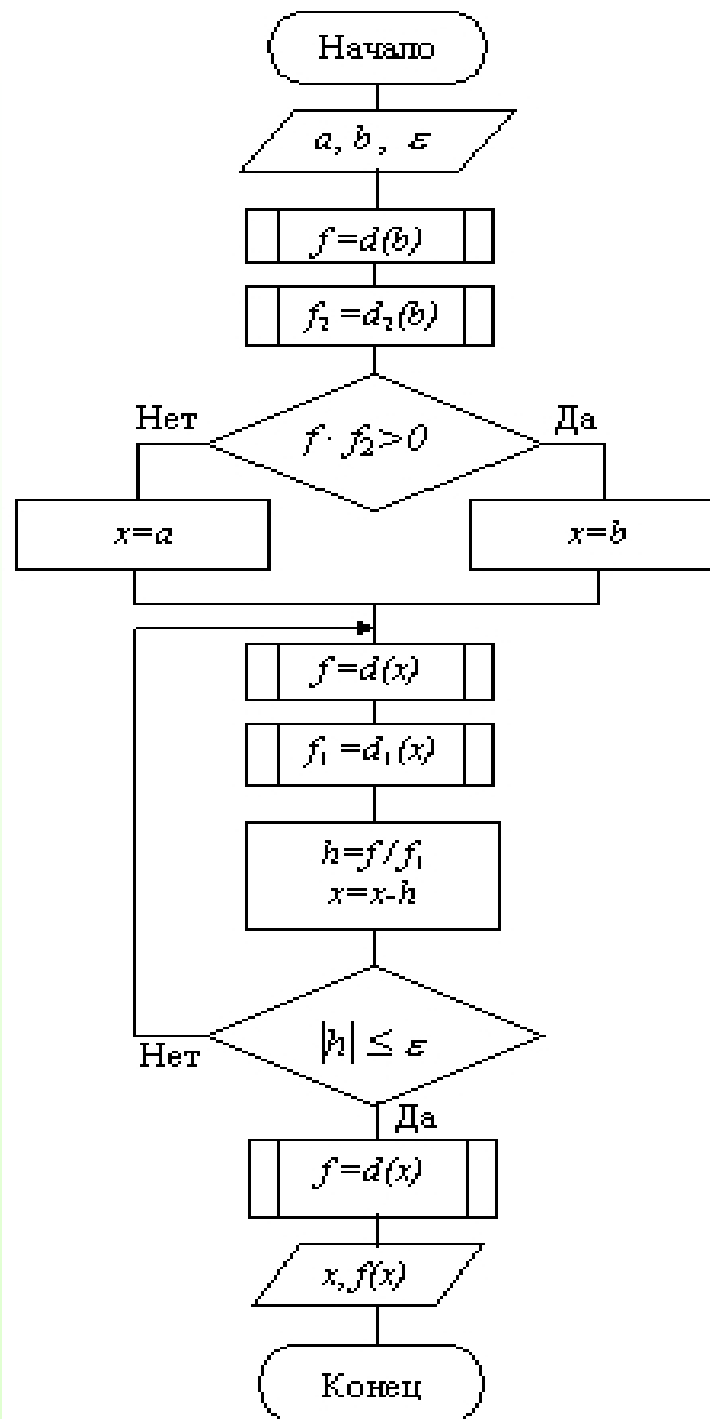 Начало
a, b , ε
f=d(b)
f₂=d₂(b)
Нет
Да
f · f₂>0
x=a
x=b
f=d(x)
f₁=d₁(x)
h=f/f₁
x=x-h
|h| ≤ ε
Нет
Да
f=d(x)
x, f(x)
Конец